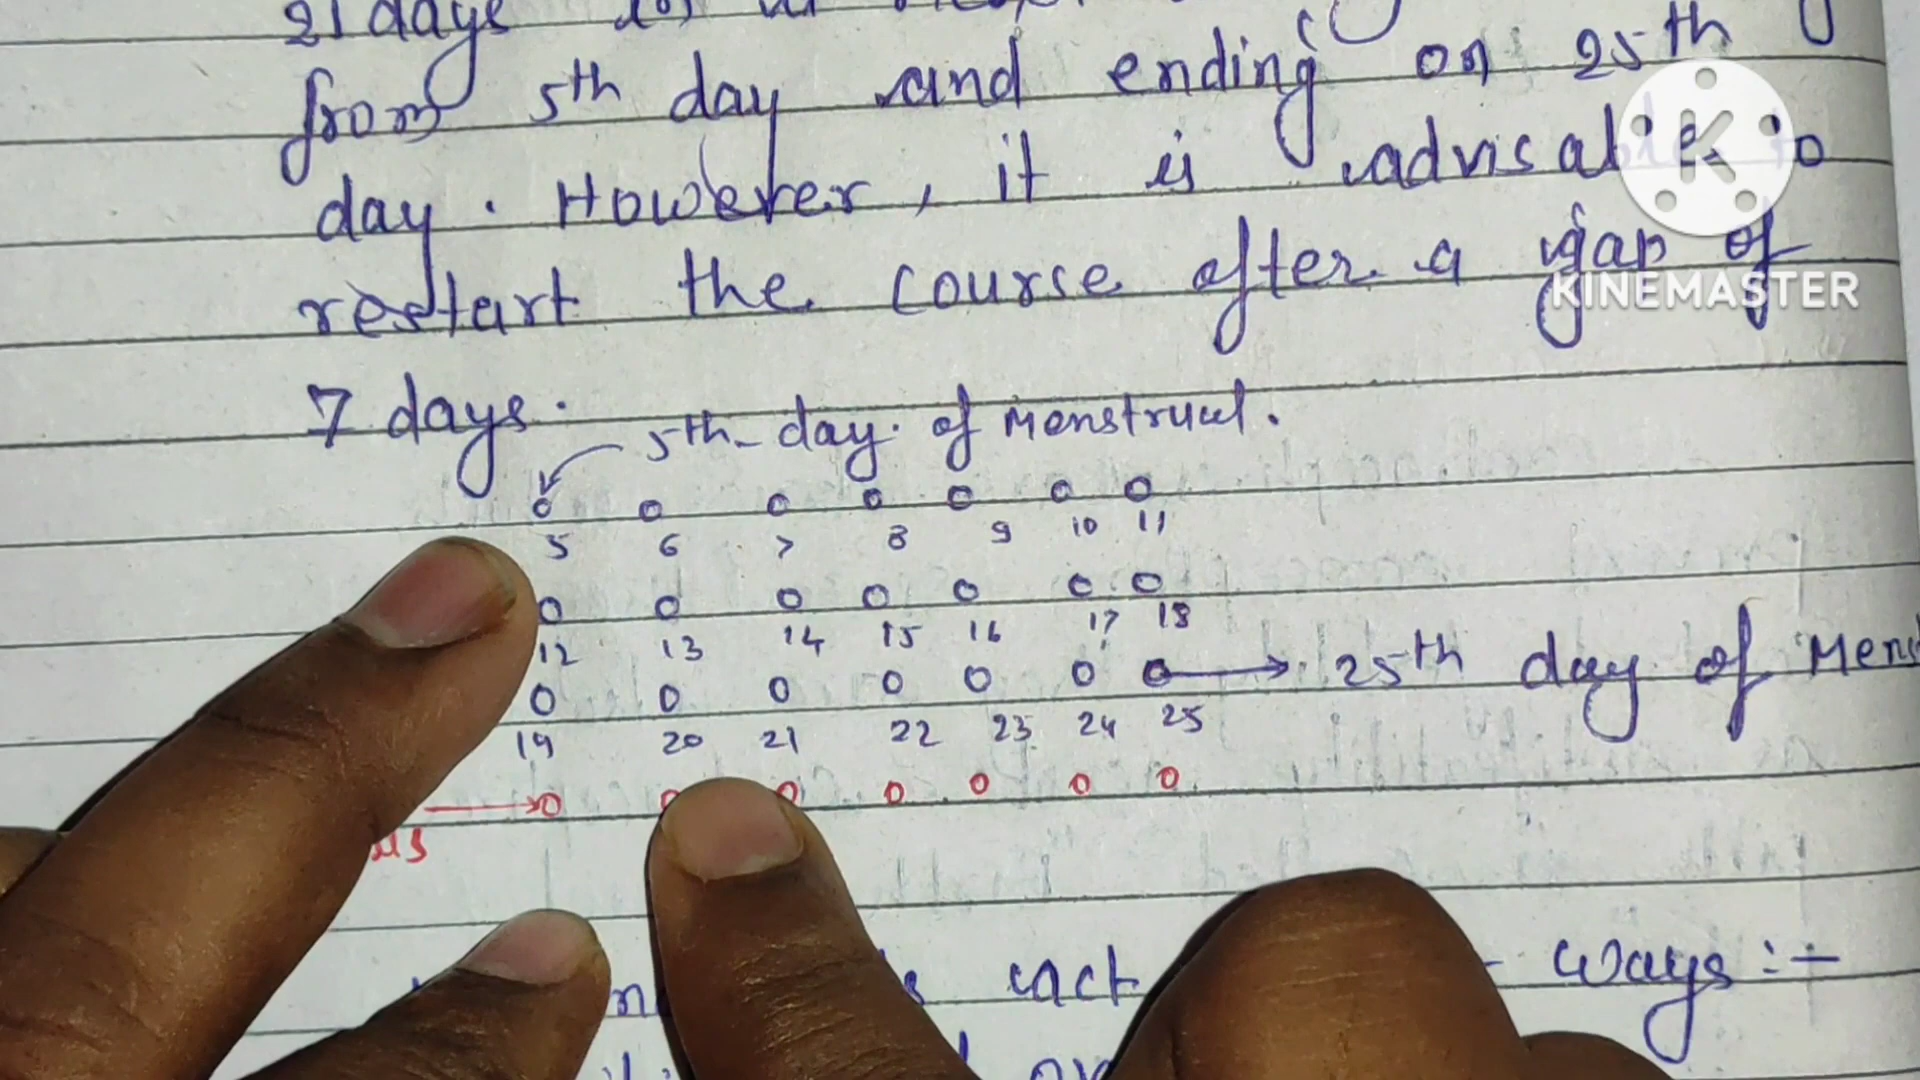 21 days
from 5th day and ending on 25th
day. However, it is advisable to
restart the course after a gap of
7 days.
5th day of Menstrual.
5 6 7 8 9 10 11
12 13 14 15 16 17 18
19 20 21 22 23 24 25
25th day of Mens
act ways :-
KINEMASTER